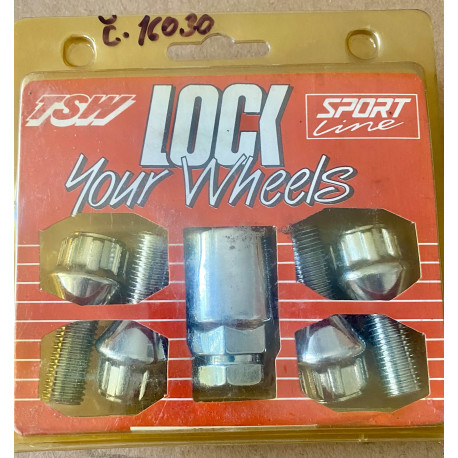 č. 16030
TSW
LOCK
SPORT
Line
Your Wheels